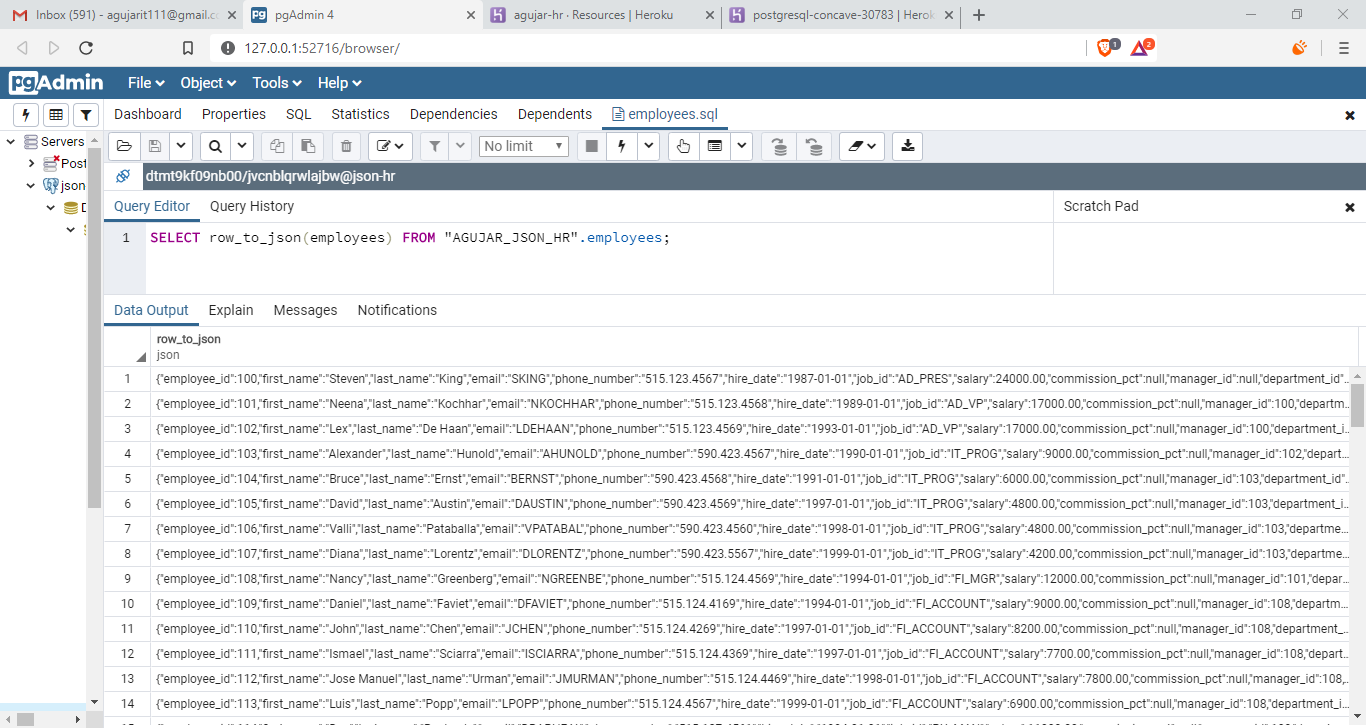 Inbox (591) - agujarit111@gmail.c
pgAdmin 4
agujar-hr · Resources | Heroku
postgresql-concave-30783 | Herok
127.0.0.1:52716/browser/
1
2
pgAdmin
File Object Tools Help
Dashboard Properties SQL Statistics Dependencies Dependents employees.sql
Servers
Post
json
D
No limit
dtmt9kf09nb00/jvcnblqrwlajbw@json-hr
Query Editor Query History
Scratch Pad
1 SELECT row_to_json(employees) FROM "AGUJAR_JSON_HR".employees;
Data Output Explain Messages Notifications
row_to_json
json
1 {"employee_id":100,"first_name":"Steven","last_name":"King","email":"SKING","phone_number":"515.123.4567","hire_date":"1987-01-01","job_id":"AD_PRES","salary":24000.00,"commission_pct":null,"manager_id":null,"department_id"...
2 {"employee_id":101,"first_name":"Neena","last_name":"Kochhar","email":"NKOCHHAR","phone_number":"515.123.4568","hire_date":"1989-01-01","job_id":"AD_VP","salary":17000.00,"commission_pct":null,"manager_id":100,"departm...
3 {"employee_id":102,"first_name":"Lex","last_name":"De Haan","email":"LDEHAAN","phone_number":"515.123.4569","hire_date":"1993-01-01","job_id":"AD_VP","salary":17000.00,"commission_pct":null,"manager_id":100,"department_i...
4 {"employee_id":103,"first_name":"Alexander","last_name":"Hunold","email":"AHUNOLD","phone_number":"590.423.4567","hire_date":"1990-01-01","job_id":"IT_PROG","salary":9000.00,"commission_pct":null,"manager_id":102,"depart...
5 {"employee_id":104,"first_name":"Bruce","last_name":"Ernst","email":"BERNST","phone_number":"590.423.4568","hire_date":"1991-01-01","job_id":"IT_PROG","salary":6000.00,"commission_pct":null,"manager_id":103,"department_id"...
6 {"employee_id":105,"first_name":"David","last_name":"Austin","email":"DAUSTIN","phone_number":"590.423.4569","hire_date":"1997-01-01","job_id":"IT_PROG","salary":4800.00,"commission_pct":null,"manager_id":103,"department_i...
7 {"employee_id":106,"first_name":"Valli","last_name":"Pataballa","email":"VPATABAL","phone_number":"590.423.4560","hire_date":"1998-01-01","job_id":"IT_PROG","salary":4800.00,"commission_pct":null,"manager_id":103,"departme...
8 {"employee_id":107,"first_name":"Diana","last_name":"Lorentz","email":"DLORENTZ","phone_number":"590.423.5567","hire_date":"1999-01-01","job_id":"IT_PROG","salary":4200.00,"commission_pct":null,"manager_id":103,"departme...
9 {"employee_id":108,"first_name":"Nancy","last_name":"Greenberg","email":"NGREENBE","phone_number":"515.124.4569","hire_date":"1994-01-01","job_id":"FI_MGR","salary":12000.00,"commission_pct":null,"manager_id":101,"depar...
10 {"employee_id":109,"first_name":"Daniel","last_name":"Faviet","email":"DFAVIET","phone_number":"515.124.4169","hire_date":"1994-01-01","job_id":"FI_ACCOUNT","salary":9000.00,"commission_pct":null,"manager_id":108,"departm...
11 {"employee_id":110,"first_name":"John","last_name":"Chen","email":"JCHEN","phone_number":"515.124.4269","hire_date":"1997-01-01","job_id":"FI_ACCOUNT","salary":8200.00,"commission_pct":null,"manager_id":108,"department_...
12 {"employee_id":111,"first_name":"Ismael","last_name":"Sciarra","email":"ISCIARRA","phone_number":"515.124.4369","hire_date":"1997-01-01","job_id":"FI_ACCOUNT","salary":7700.00,"commission_pct":null,"manager_id":108,"depart...
13 {"employee_id":112,"first_name":"Jose Manuel","last_name":"Urman","email":"JMURMAN","phone_number":"515.124.4469","hire_date":"1998-01-01","job_id":"FI_ACCOUNT","salary":7800.00,"commission_pct":null,"manager_id":108,...
14 {"employee_id":113,"first_name":"Luis","last_name":"Popp","email":"LPOPP","phone_number":"515.124.4567","hire_date":"1999-01-01","job_id":"FI_ACCOUNT","salary":6900.00,"commission_pct":null,"manager_id":108,"department_...